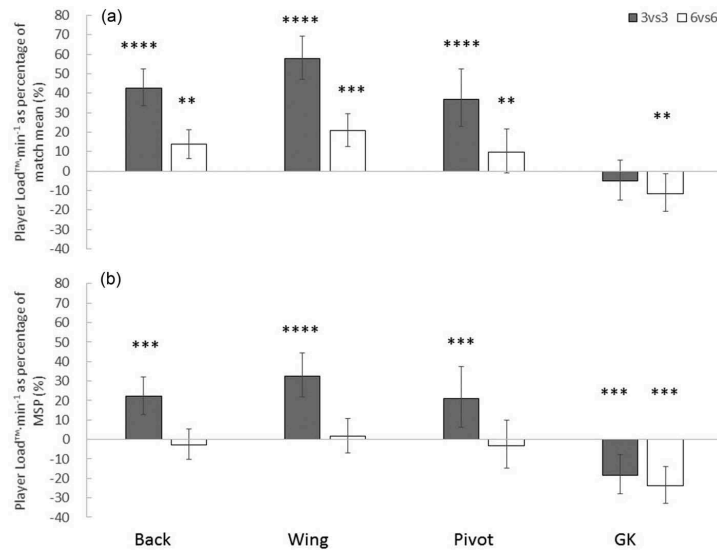 (a)
3vs3 6vs6
Player Load™·min⁻¹ as percentage of
match mean (%)
80
70
60
50
40
30
20
10
0
-10
-20
-30
-40
**** ** **** *** **** ** **
(b)
Player Load™·min⁻¹ as percentage of
MSP (%)
80
70
60
50
40
30
20
10
0
-10
-20
-30
-40
*** **** *** *** ***
Back Wing Pivot GK